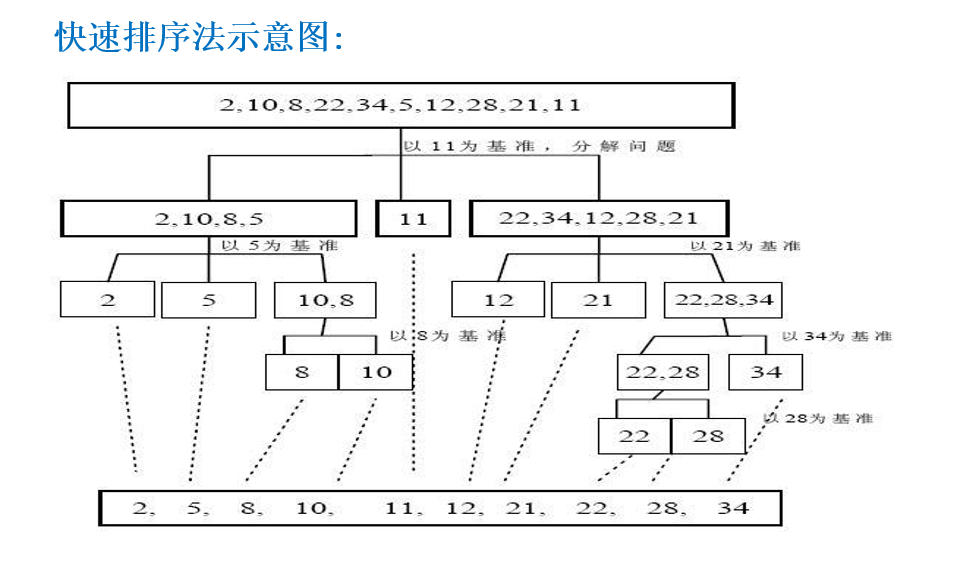 快速排序法示意图:
2,10,8,22,34,5,12,28,21,11
以 11为 基 准 ， 分 解 问 题
2,10,8,5
11
22,34,12,28,21
以 5为 基 准
以 21为 基 准
2
5
10,8
12
21
22,28,34
以 8为 基 准
以 34为 基 准
8
10
22,28
34
以 28为 基 准
22
28
2, 5, 8, 10, 11, 12, 21, 22, 28, 34